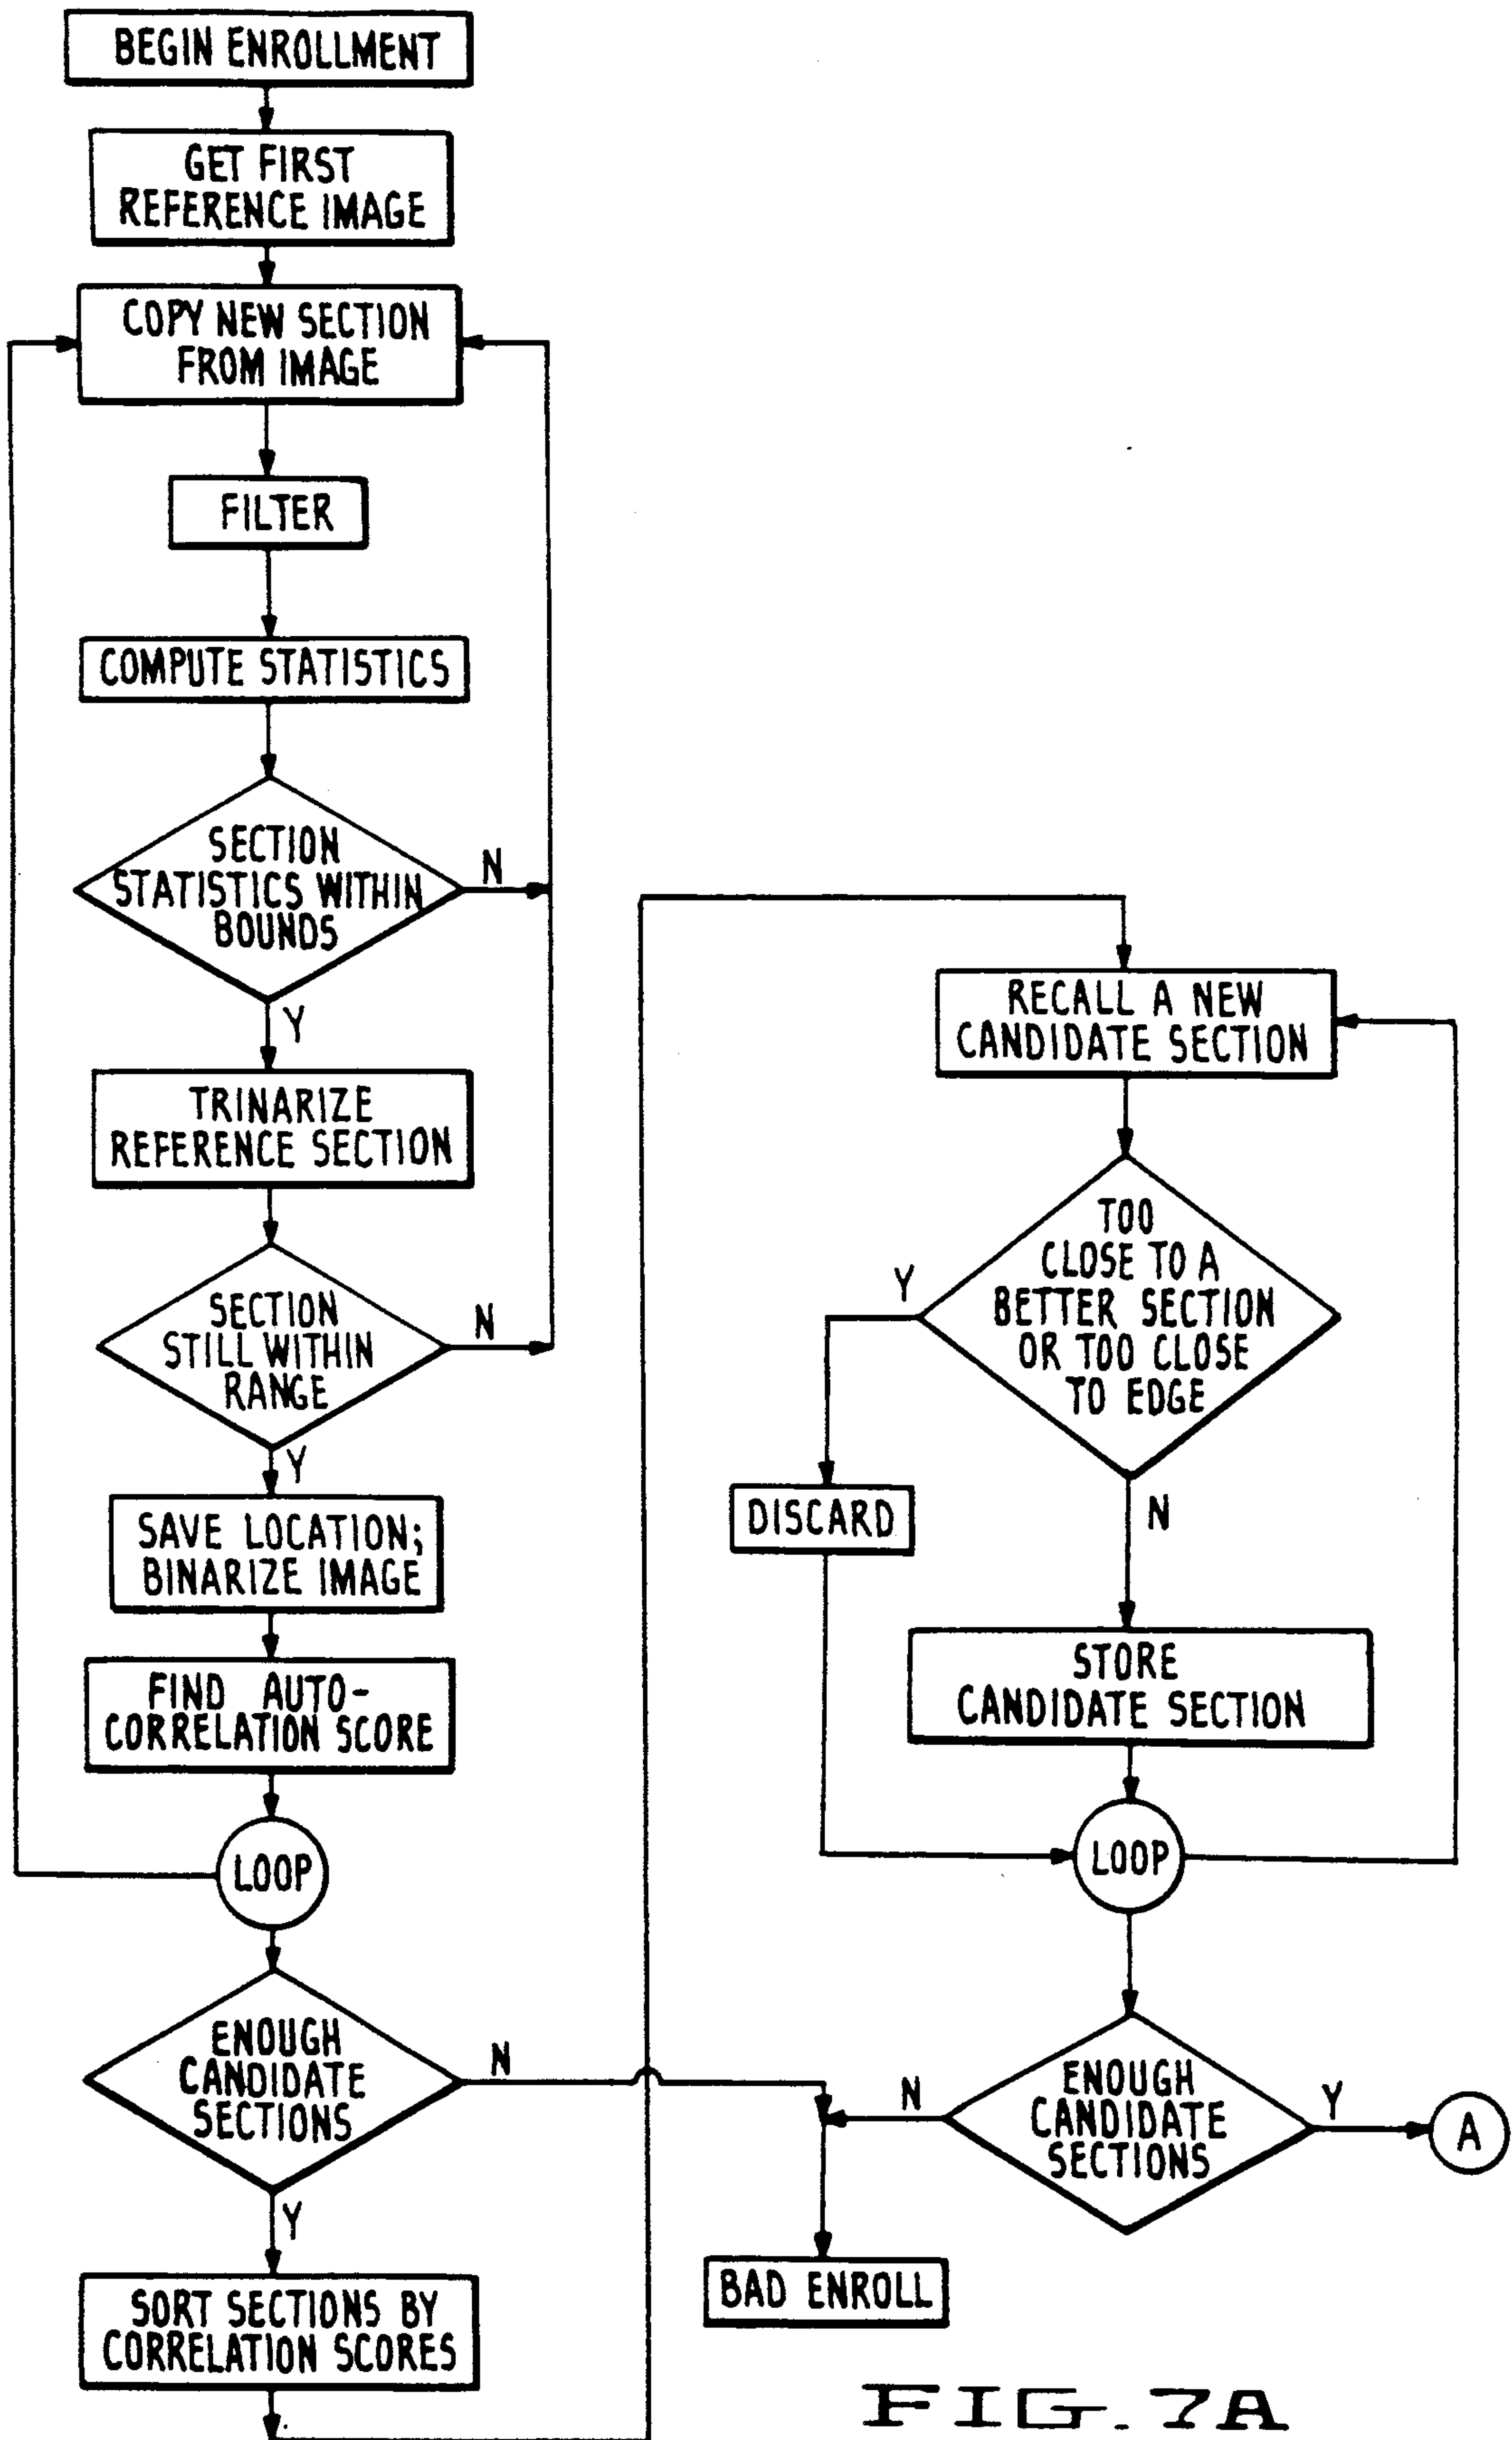 BEGIN ENROLLMENT
GET FIRST
REFERENCE IMAGE
COPY NEW SECTION
FROM IMAGE
FILTER
COMPUTE STATISTICS
SECTION
STATISTICS WITHIN
BOUNDS
N
Y
TRINARIZE
REFERENCE SECTION
SECTION
STILL WITHIN
RANGE
N
Y
SAVE LOCATION;
BINARIZE IMAGE
FIND AUTO-
CORRELATION SCORE
LOOP
ENOUGH
CANDIDATE
SECTIONS
N
Y
SORT SECTIONS BY
CORRELATION SCORES
RECALL A NEW
CANDIDATE SECTION
TOO
CLOSE TO A
BETTER SECTION
OR TOO CLOSE
TO EDGE
Y
DISCARD
N
STORE
CANDIDATE SECTION
LOOP
ENOUGH
CANDIDATE
SECTIONS
N
Y
A
BAD ENROLL
FIG. 7A